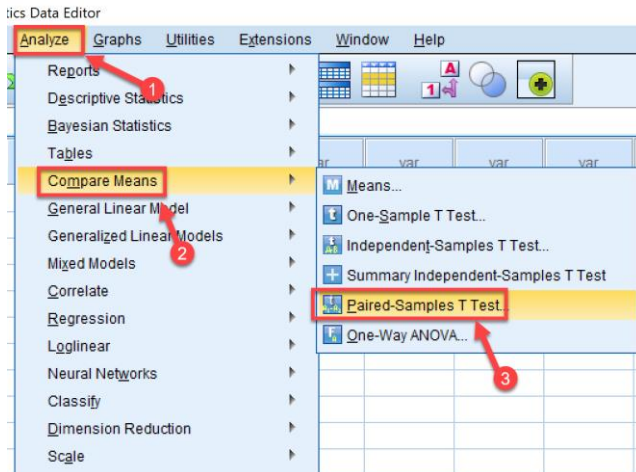 tics Data Editor
Analyze Graphs Utilities Extensions Window Help
Reports
1
A
1
Descriptive Statistics
Bayesian Statistics
Tables
var var var var
Compare Means
M Means...
General Linear Model
t One-Sample T Test...
Generalized Linear Models
2
Independent-Samples T Test...
Mixed Models
Summary Independent-Samples T Test
Correlate
Paired-Samples T Test...
Regression
One-Way ANOVA...
Loglinear
3
Neural Networks
Classify
Dimension Reduction
Scale